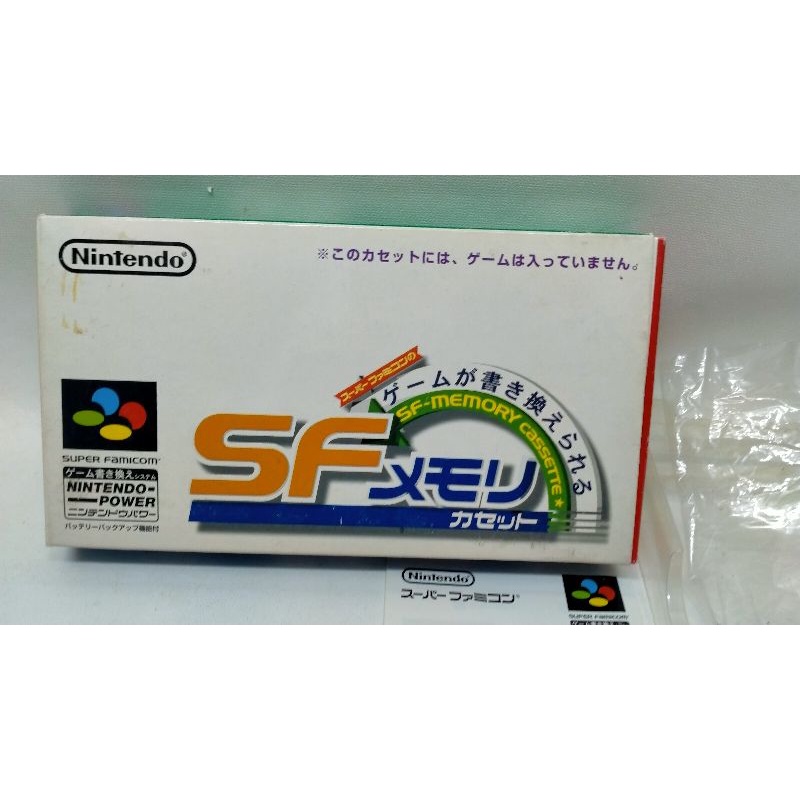 Nintendo
※このカセットには、ゲームは入っていません。
スーパーファミコンの
ゲームが書き換えられる
SF-MEMORY CASSETTE★
SFメモリ
カセット
SUPER FAMICOM
ゲーム書き換えシステム
NINTENDO-
POWER
ニンテンドウパワー
バッテリーバックアップ機能付
Nintendo
スーパーファミコン
SUPER FAMICOM